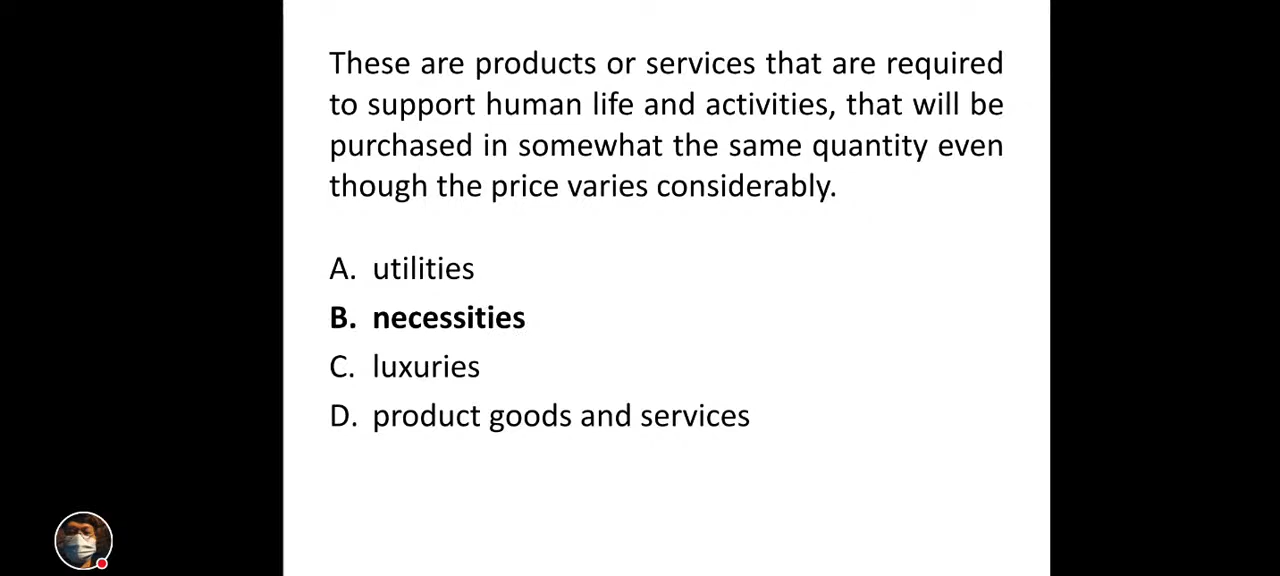 These are products or services that are required
to support human life and activities, that will be
purchased in somewhat the same quantity even
though the price varies considerably.
A. utilities
B. necessities
C. luxuries
D. product goods and services